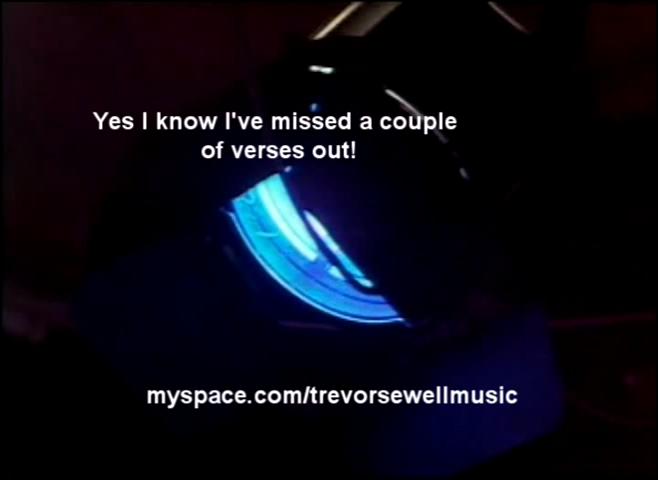 Yes I know I've missed a couple
of verses out!
myspace.com/trevorsewellmusic